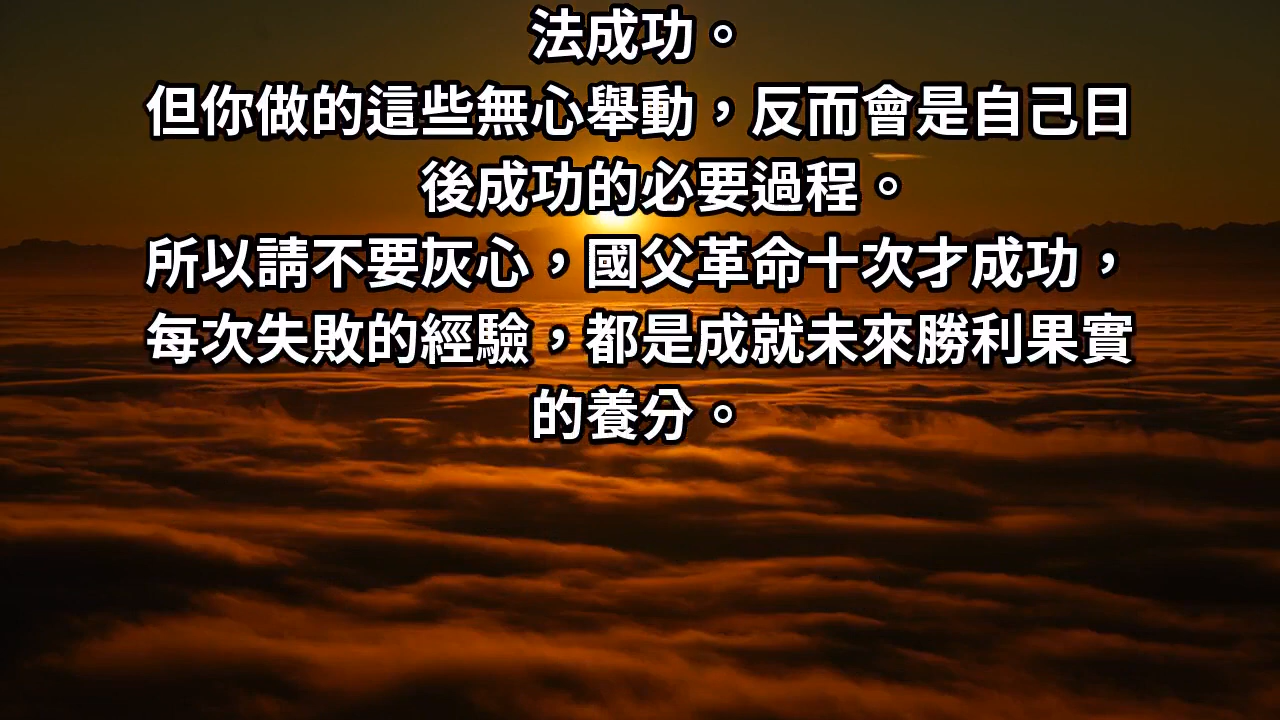 法成功。
但你做的這些無心舉動，反而會是自己日
後成功的必要過程。
所以請不要灰心，國父革命十次才成功，
每次失敗的經驗，都是成就未來勝利果實
的養分。